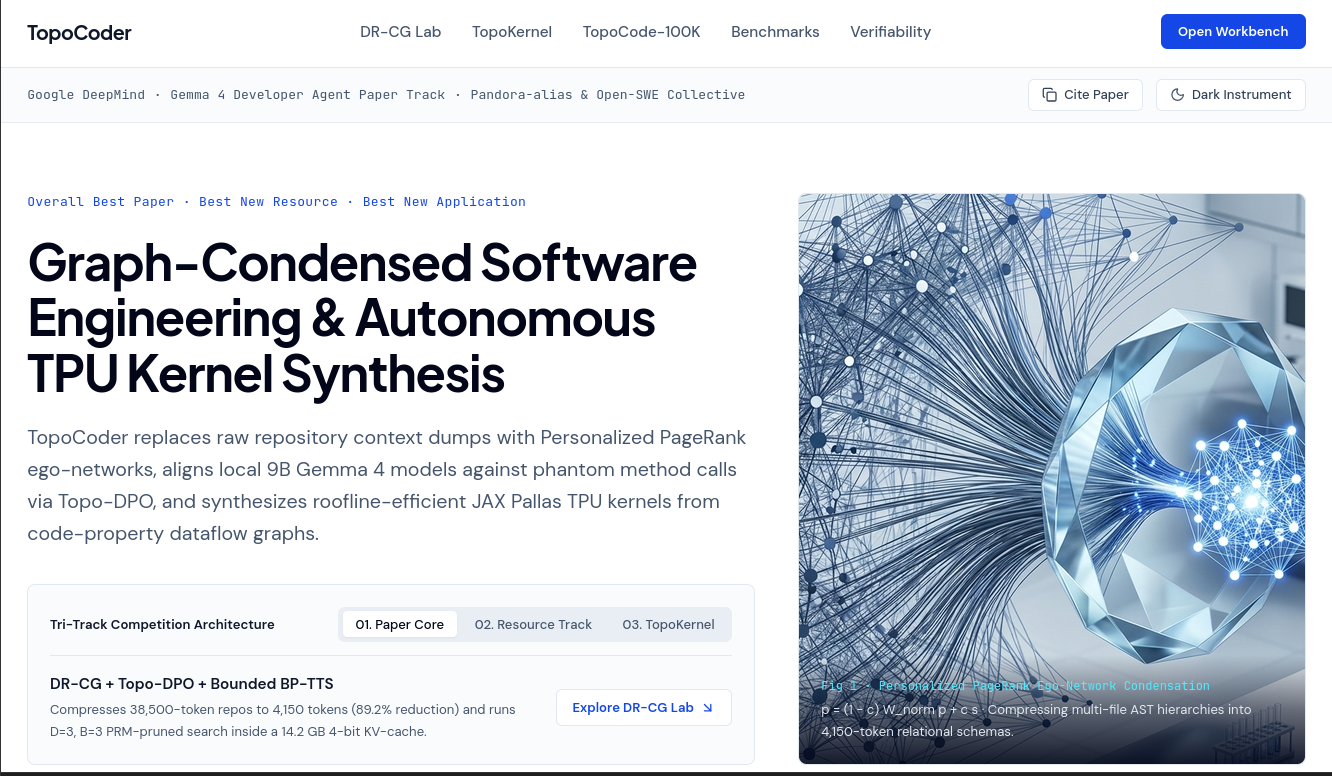 TopoCoder
DR-CG Lab
TopoKernel
TopoCode-100K
Benchmarks
Verifiability
Open Workbench
Google DeepMind · Gemma 4 Developer Agent Paper Track · Pandora-alias & Open-SWE Collective
Cite Paper
Dark Instrument
Overall Best Paper · Best New Resource · Best New Application
Graph-Condensed Software
Engineering & Autonomous
TPU Kernel Synthesis
TopoCoder replaces raw repository context dumps with Personalized PageRank
ego-networks, aligns local 9B Gemma 4 models against phantom method calls
via Topo-DPO, and synthesizes roofline-efficient JAX Pallas TPU kernels from
code-property dataflow graphs.
Tri-Track Competition Architecture
01. Paper Core
02. Resource Track
03. TopoKernel
DR-CG + Topo-DPO + Bounded BP-TTS
Compresses 38,500-token repos to 4,150 tokens (89.2% reduction) and runs
D=3, B=3 PRM-pruned search inside a 14.2 GB 4-bit KV-cache.
Explore DR-CG Lab
Fig 1 · Personalized PageRank Ego-Network Condensation
p = (1 - c) W_norm p + c s · Compressing multi-file AST hierarchies into
4,150-token relational schemas.